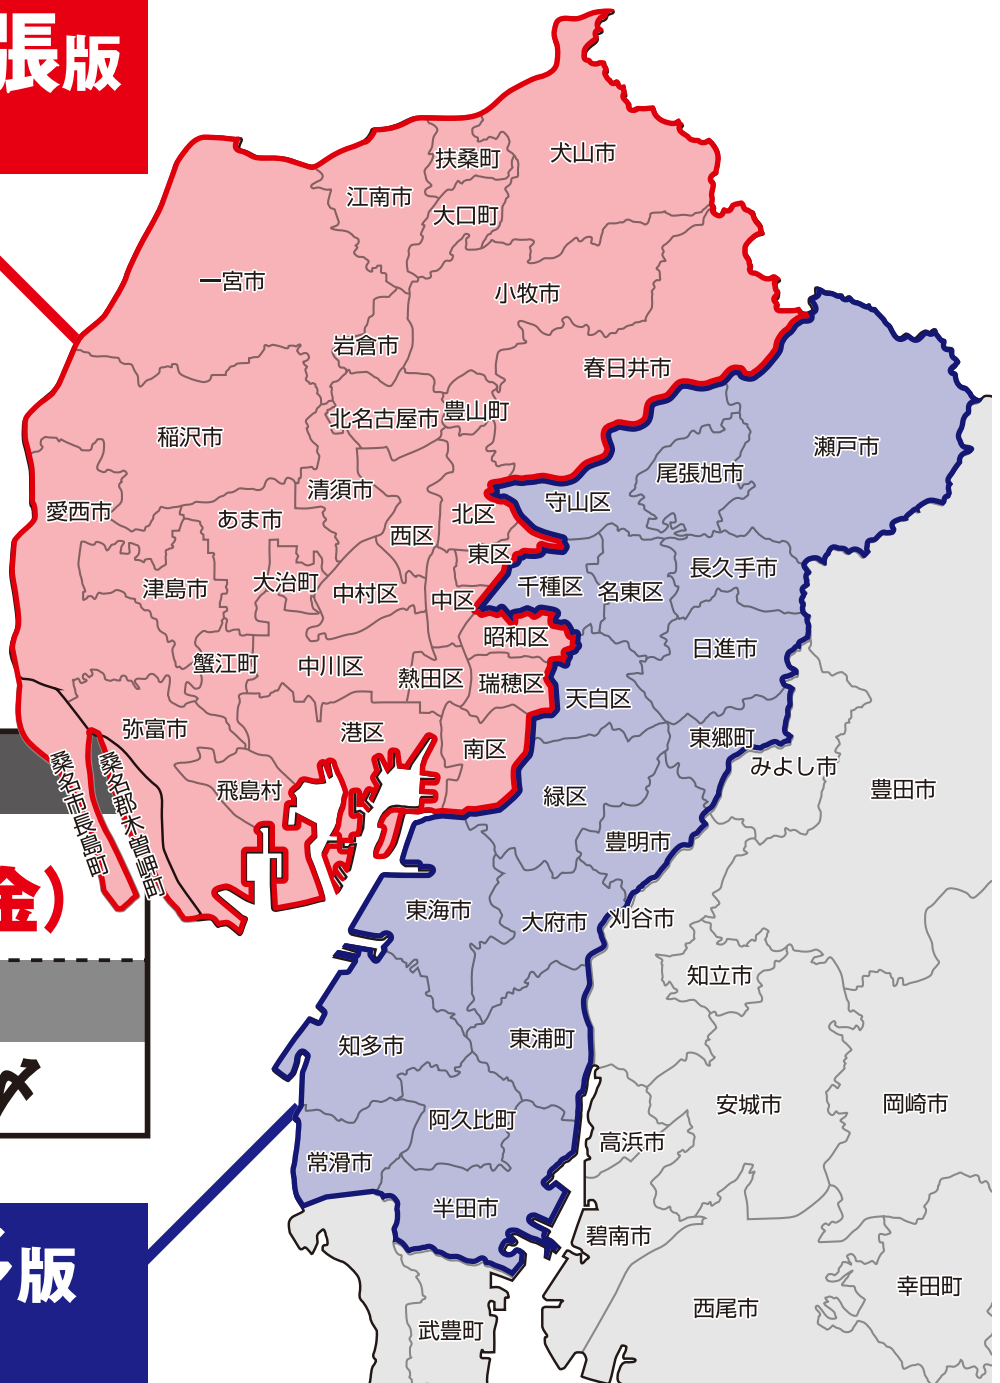 張版
犬山市
扶桑町
江南市
大口町
一宮市
小牧市
岩倉市
春日井市
北名古屋市
豊山町
稲沢市
瀬戸市
尾張旭市
清須市
守山区
愛西市
あま市
北区
西区
東区
長久手市
津島市
大治町
中村区
中区
千種区
名東区
昭和区
日進市
蟹江町
中川区
熱田区
瑞穂区
天白区
弥富市
港区
南区
東郷町
みよし市
桑名市長島町
桑名郡木曽岬町
飛島村
緑区
豊田市
豊明市
金）
東海市
大府市
刈谷市
知立市
知多市
東浦町
安城市
岡崎市
阿久比町
高浜市
常滑市
半田市
碧南市
版
幸田町
西尾市
武豊町